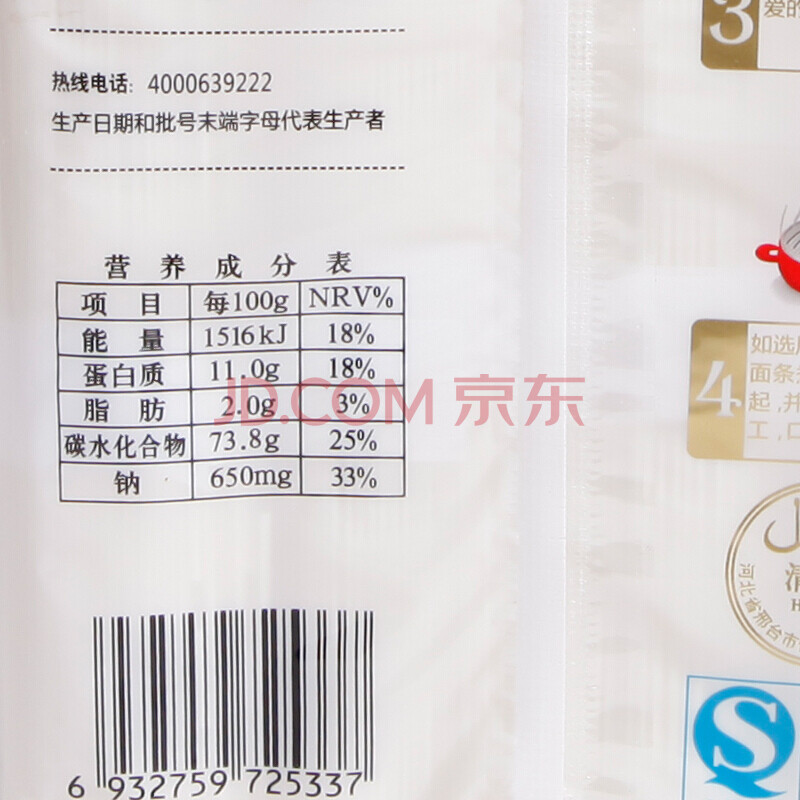 热线电话: 4000639222
生产日期和批号末端字母代表生产者
营养成分表
项目 每100g NRV%
能量 1516kJ 18%
蛋白质 11.0g 18%
脂肪 2.0g 3%
碳水化合物 73.8g 25%
钠 650mg 33%
JD.COM 京东
6 932759 725337
3
爱的
4
如选
面条
起,并
工,口
河北省邢台市
S